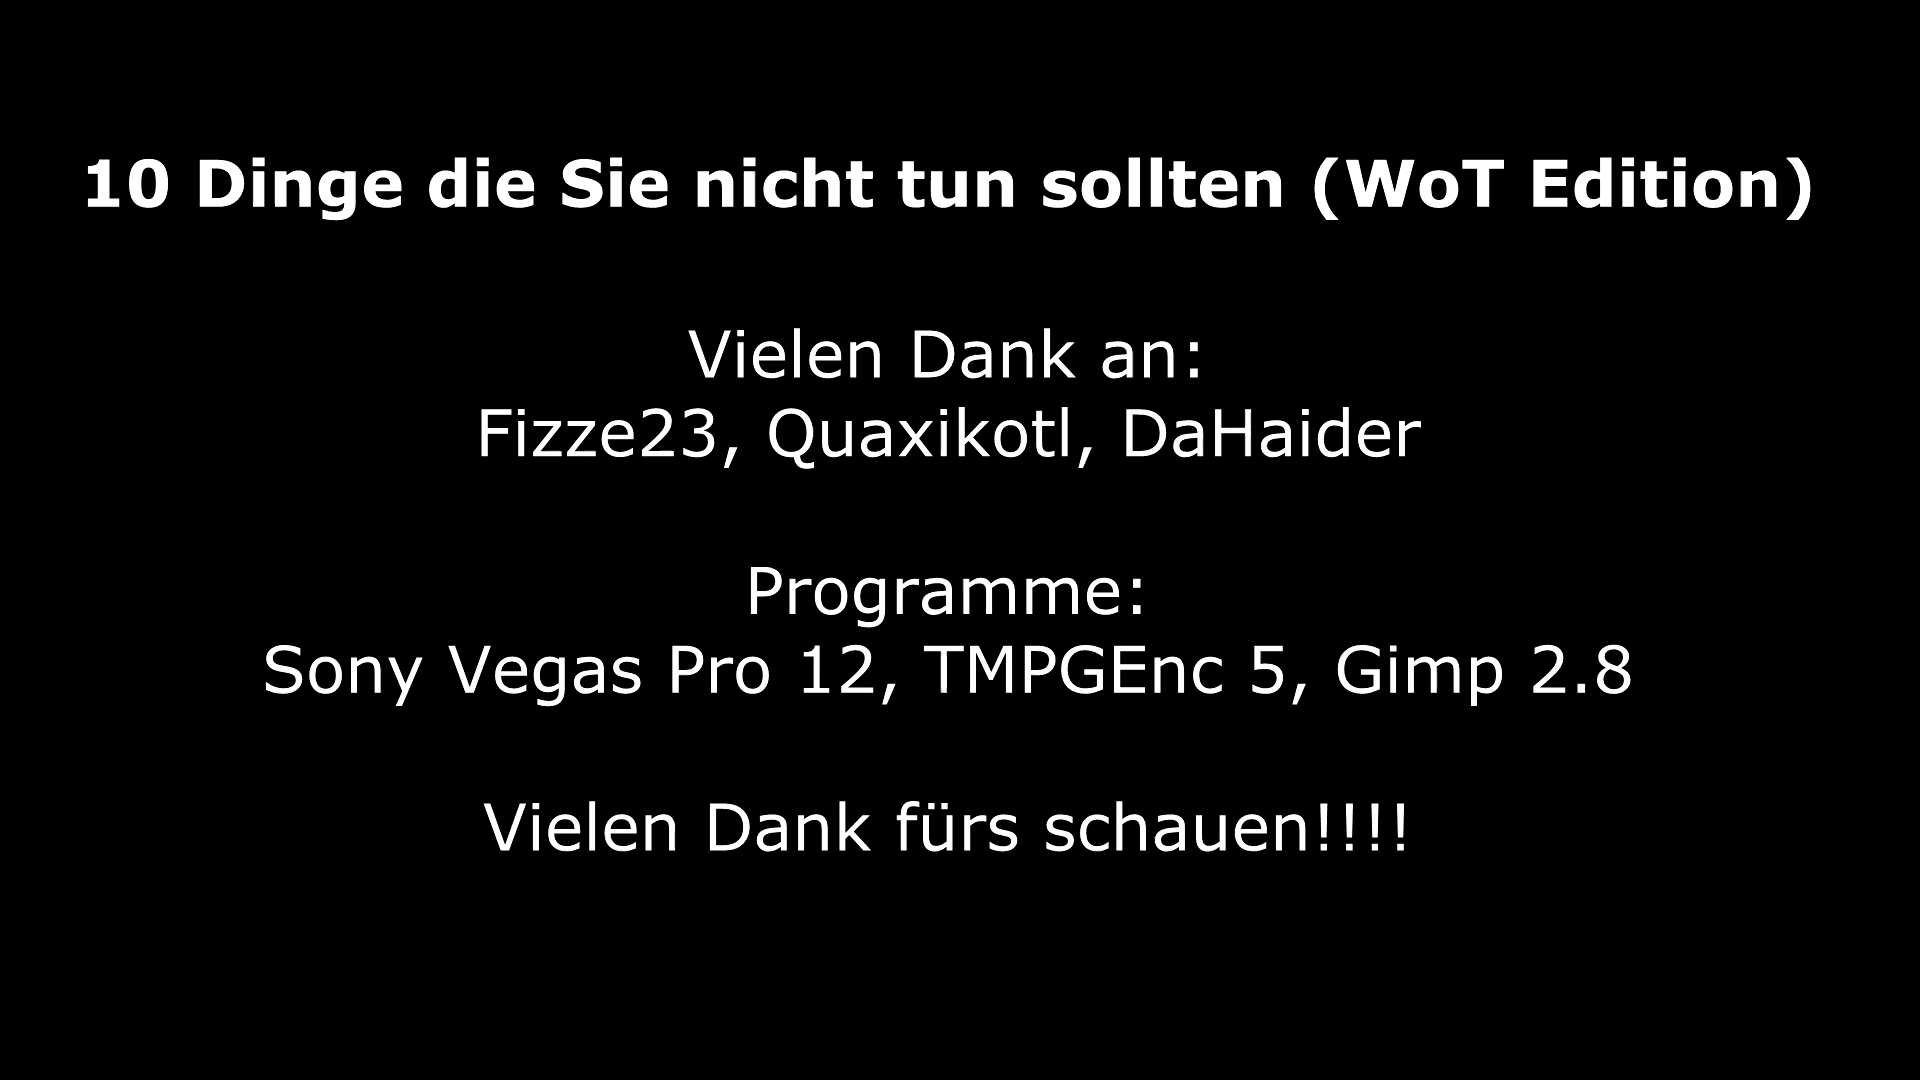 10 Dinge die Sie nicht tun sollten (WoT Edition)
Vielen Dank an:
Fizze23, Quaxikotl, DaHaider
Programme:
Sony Vegas Pro 12, TMPGEnc 5, Gimp 2.8
Vielen Dank fürs schauen!!!!